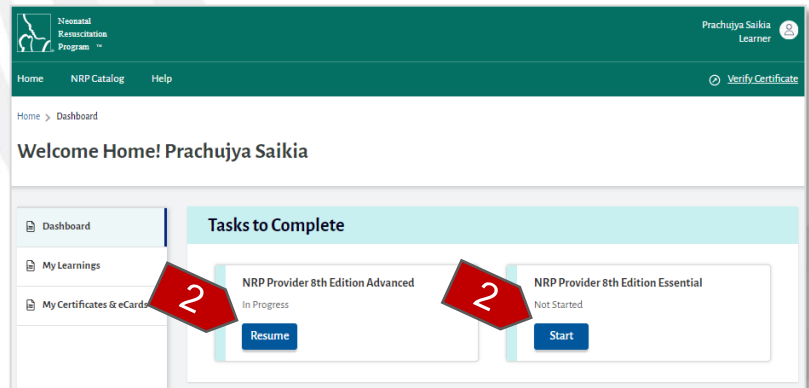 Neonatal
Resuscitation
Program ™
Prachujya Saikia
Learner
Home NRP Catalog Help
Verify Certificate
Home > Dashboard
Welcome Home! Prachujya Saikia
Dashboard
My Learnings
My Certificates & eCards
Tasks to Complete
NRP Provider 8th Edition Advanced
In Progress
2
Resume
NRP Provider 8th Edition Essential
Not Started
2
Start